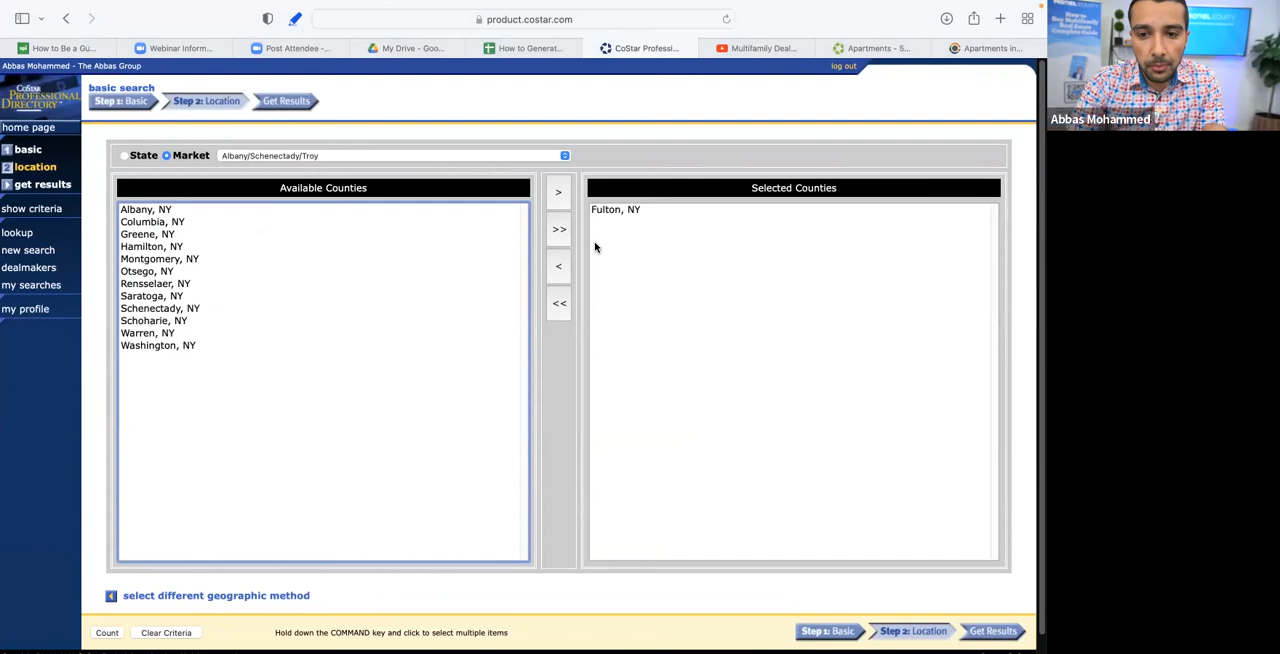 product.costar.com
How to Be a Gu...
Webinar Inform...
Post Attendee -...
My Drive - Goo...
How to Generat...
CoStar Professi...
Multifamily Deal...
Apartments - 5...
Apartments in...
Abbas Mohammed - The Abbas Group
log out
COSTAR
PROFESSIONAL
DIRECTORY
basic search
Step 1: Basic
Step 2: Location
Get Results
home page
1 basic
2 location
get results
show criteria
lookup
new search
dealmakers
my searches
my profile
State
Market
Albany/Schenectady/Troy
Available Counties
Albany, NY
Columbia, NY
Greene, NY
Hamilton, NY
Montgomery, NY
Otsego, NY
Rensselaer, NY
Saratoga, NY
Schenectady, NY
Schoharie, NY
Warren, NY
Washington, NY
>
>>
<
<<
Selected Counties
Fulton, NY
select different geographic method
Count
Clear Criteria
Hold down the COMMAND key and click to select multiple items
Step 1: Basic
Step 2: Location
Get Results
Abbas Mohammed